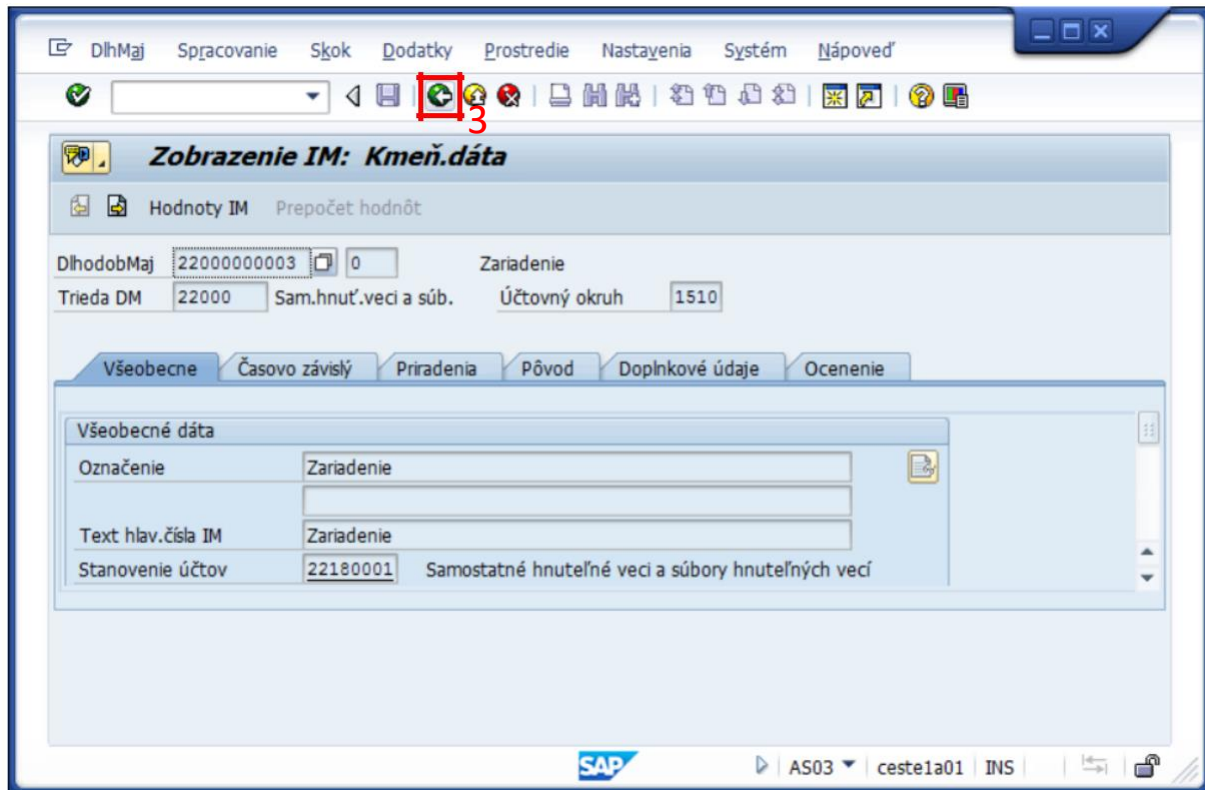 DlhMaj Spracovanie Skok Dodatky Prostredie Nastavenia Systém Nápoveď
3
Zobrazenie IM: Kmeň.dáta
Hodnoty IM Prepočet hodnôt
DlhodobMaj 22000000003 0 Zariadenie
Trieda DM 22000 Sam.hnuť.veci a súb. Účtovný okruh 1510
Všeobecne Časovo závislý Priradenia Pôvod Doplnkové údaje Ocenenie
Všeobecné dáta
Označenie Zariadenie
Text hlav.čísla IM Zariadenie
Stanovenie účtov 22180001 Samostatné hnuteľné veci a súbory hnuteľných vecí
SAP AS03 ceste1a01 INS